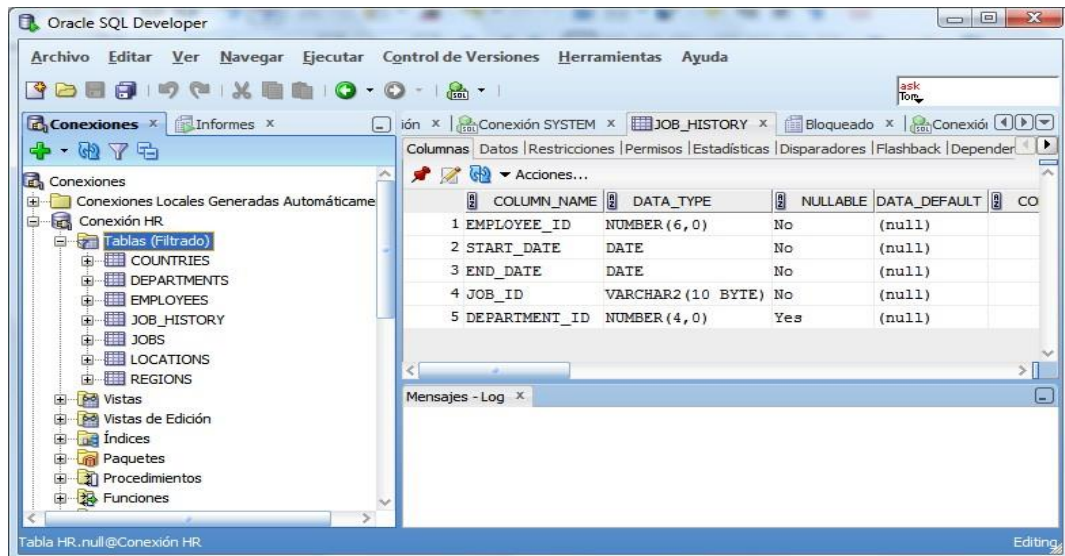 Oracle SQL Developer
Archivo Editar Ver Navegar Ejecutar Control de Versiones Herramientas Ayuda
ask
Tom
Conexiones x Informes x
ión x Conexión SYSTEM x JOB_HISTORY x Bloqueado x Conexió
Columnas Datos |Restricciones |Permisos |Estadísticas |Disparadores |Flashback |Depender
Acciones...
Conexiones
Conexiones Locales Generadas Automáticame
Conexión HR
Tablas (Filtrado)
COUNTRIES
DEPARTMENTS
EMPLOYEES
JOB_HISTORY
JOBS
LOCATIONS
REGIONS
Vistas
Vistas de Edición
Índices
Paquetes
Procedimientos
Funciones
COLUMN_NAME DATA_TYPE NULLABLE DATA_DEFAULT CO
1 EMPLOYEE_ID NUMBER(6,0) No (null)
2 START_DATE DATE No (null)
3 END_DATE DATE No (null)
4 JOB_ID VARCHAR2(10 BYTE) No (null)
5 DEPARTMENT_ID NUMBER(4,0) Yes (null)
Mensajes - Log x
Tabla HR.null@Conexión HR Editing